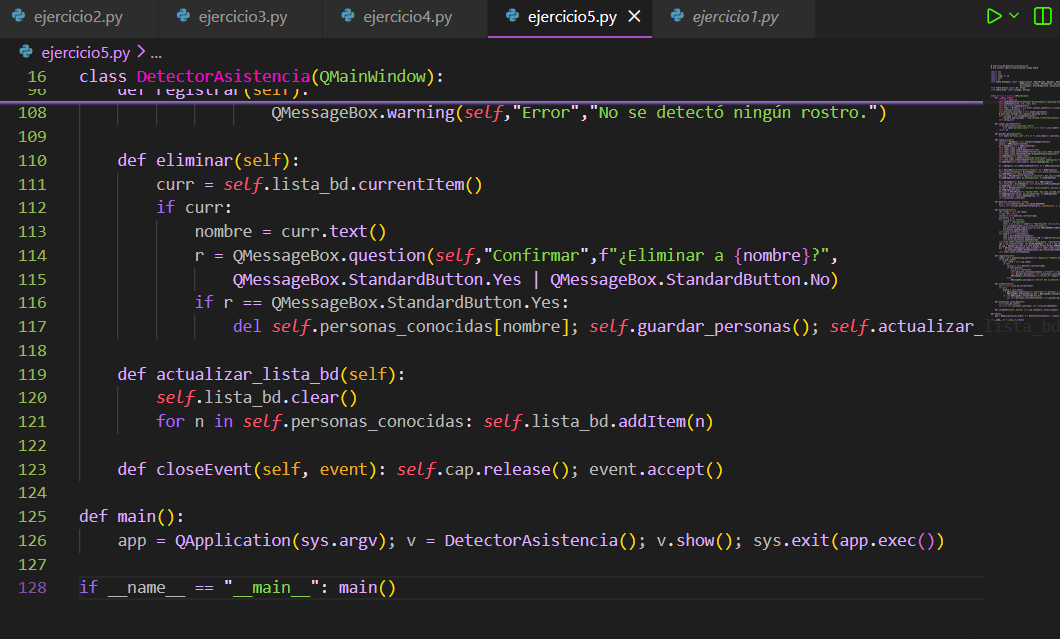 ejercicio2.py ejercicio3.py ejercicio4.py ejercicio5.py ejercicio1.py
ejercicio5.py > ...
16 class DetectorAsistencia(QMainWindow):
96 def registrar(self):
108 QMessageBox.warning(self,"Error","No se detectó ningún rostro.")
109
110 def eliminar(self):
111 curr = self.lista_bd.currentItem()
112 if curr:
113 nombre = curr.text()
114 r = QMessageBox.question(self,"Confirmar",f"¿Eliminar a {nombre}?",
115 QMessageBox.StandardButton.Yes | QMessageBox.StandardButton.No)
116 if r == QMessageBox.StandardButton.Yes:
117 del self.personas_conocidas[nombre]; self.guardar_personas(); self.actualizar_lista_bd
118
119 def actualizar_lista_bd(self):
120 self.lista_bd.clear()
121 for n in self.personas_conocidas: self.lista_bd.addItem(n)
122
123 def closeEvent(self, event): self.cap.release(); event.accept()
124
125 def main():
126 app = QApplication(sys.argv); v = DetectorAsistencia(); v.show(); sys.exit(app.exec())
127
128 if __name__ == "__main__": main()